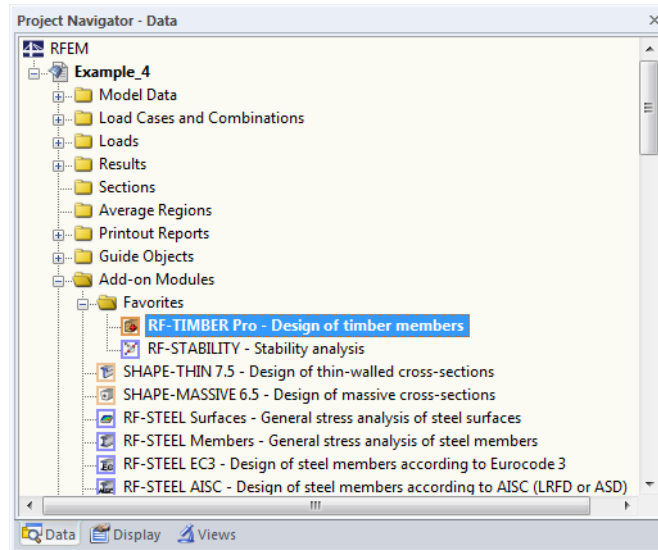 Project Navigator - Data
RFEM
Example_4
Model Data
Load Cases and Combinations
Loads
Results
Sections
Average Regions
Printout Reports
Guide Objects
Add-on Modules
Favorites
RF-TIMBER Pro - Design of timber members
RF-STABILITY - Stability analysis
SHAPE-THIN 7.5 - Design of thin-walled cross-sections
SHAPE-MASSIVE 6.5 - Design of massive cross-sections
RF-STEEL Surfaces - General stress analysis of steel surfaces
RF-STEEL Members - General stress analysis of steel members
RF-STEEL EC3 - Design of steel members according to Eurocode 3
RF-STEEL AISC - Design of steel members according to AISC (LRFD or ASD)
Data Display Views